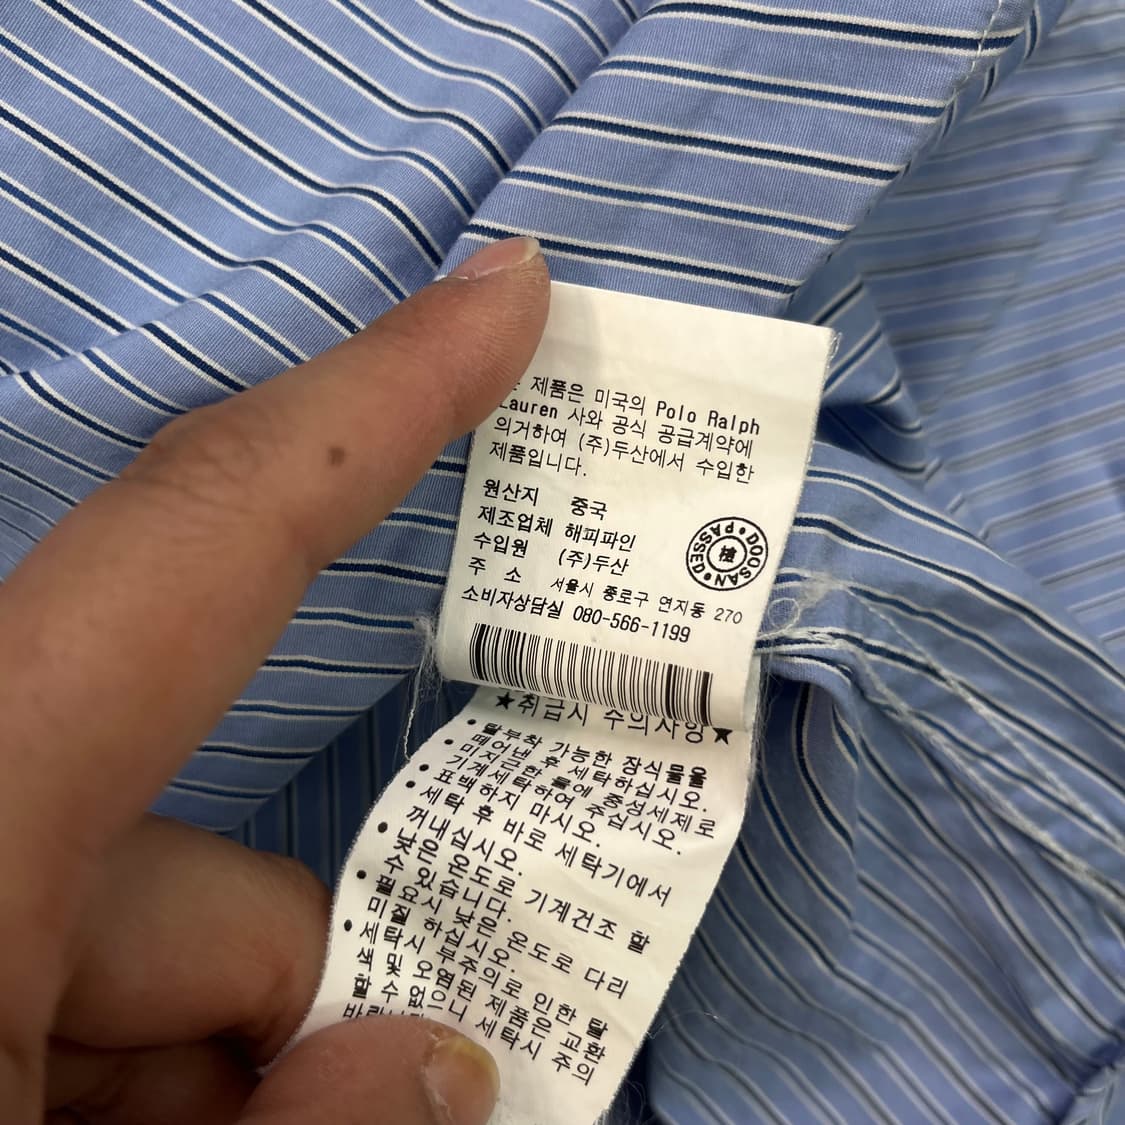 제품은 미국의 Polo Ralph
Lauren 사와 공식 공급계약에
의거하여 (주)두산에서 수입한
제품입니다.
원산지 중국
제조업체 해피파인
수입원 (주)두산
주 소 서울시 종로구 연지동 270
소비자상담실 080-566-1199
DOOSAN PASSED
檢
★취급시 주의사항★
• 탈부착 가능한 장식물을
떼어낸 후 세탁하십시오.
• 미지근한 물에 중성세제로
기계세탁하여 주십시오.
• 표백하지 마시오.
• 세탁 후 바로 세탁기에서
꺼내십시오.
• 낮은 온도로 기계건조 할
수 있습니다.
• 필요시 낮은 온도로 다리
미질 하십시오.
• 세탁시 부주의로 인한 탈
색 및 오염된 제품은 교환
할 수 없으니 세탁시 주의